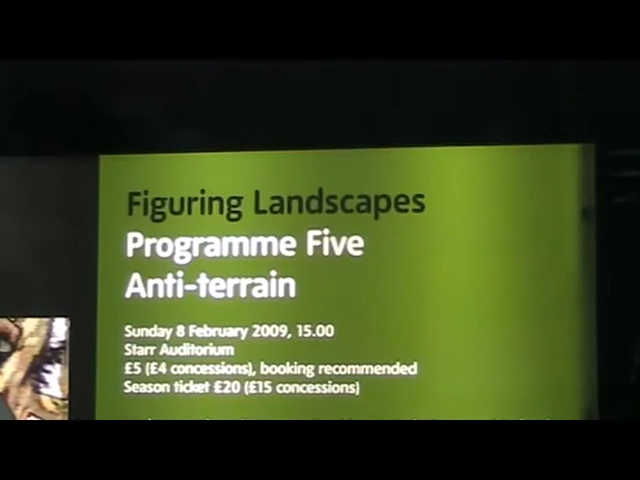 Figuring Landscapes
Programme Five
Anti-terrain
Sunday 8 February 2009, 15.00
Starr Auditorium
£5 (£4 concessions), booking recommended
Season ticket £20 (£15 concessions)